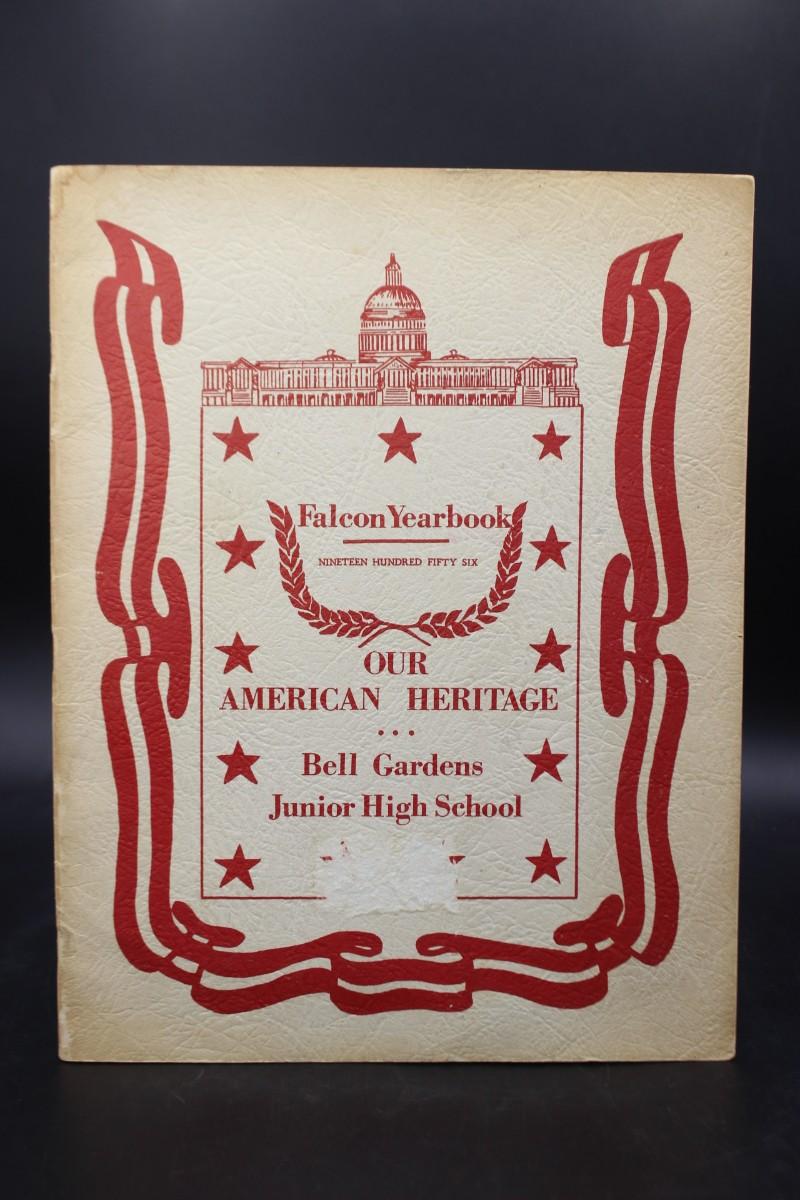 Falcon Yearbook
NINETEEN HUNDRED FIFTY SIX
OUR
AMERICAN HERITAGE
...
Bell Gardens
Junior High School